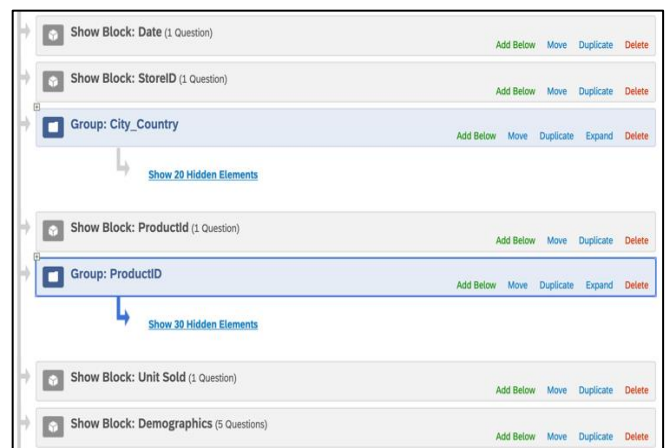 Show Block: Date (1 Question)
Add Below Move Duplicate Delete
Show Block: StoreID (1 Question)
Add Below Move Duplicate Delete
Group: City_Country
Add Below Move Duplicate Expand Delete
Show 20 Hidden Elements
Show Block: ProductId (1 Question)
Add Below Move Duplicate Delete
Group: ProductID
Add Below Move Duplicate Expand Delete
Show 30 Hidden Elements
Show Block: Unit Sold (1 Question)
Add Below Move Duplicate Delete
Show Block: Demographics (5 Questions)
Add Below Move Duplicate Delete